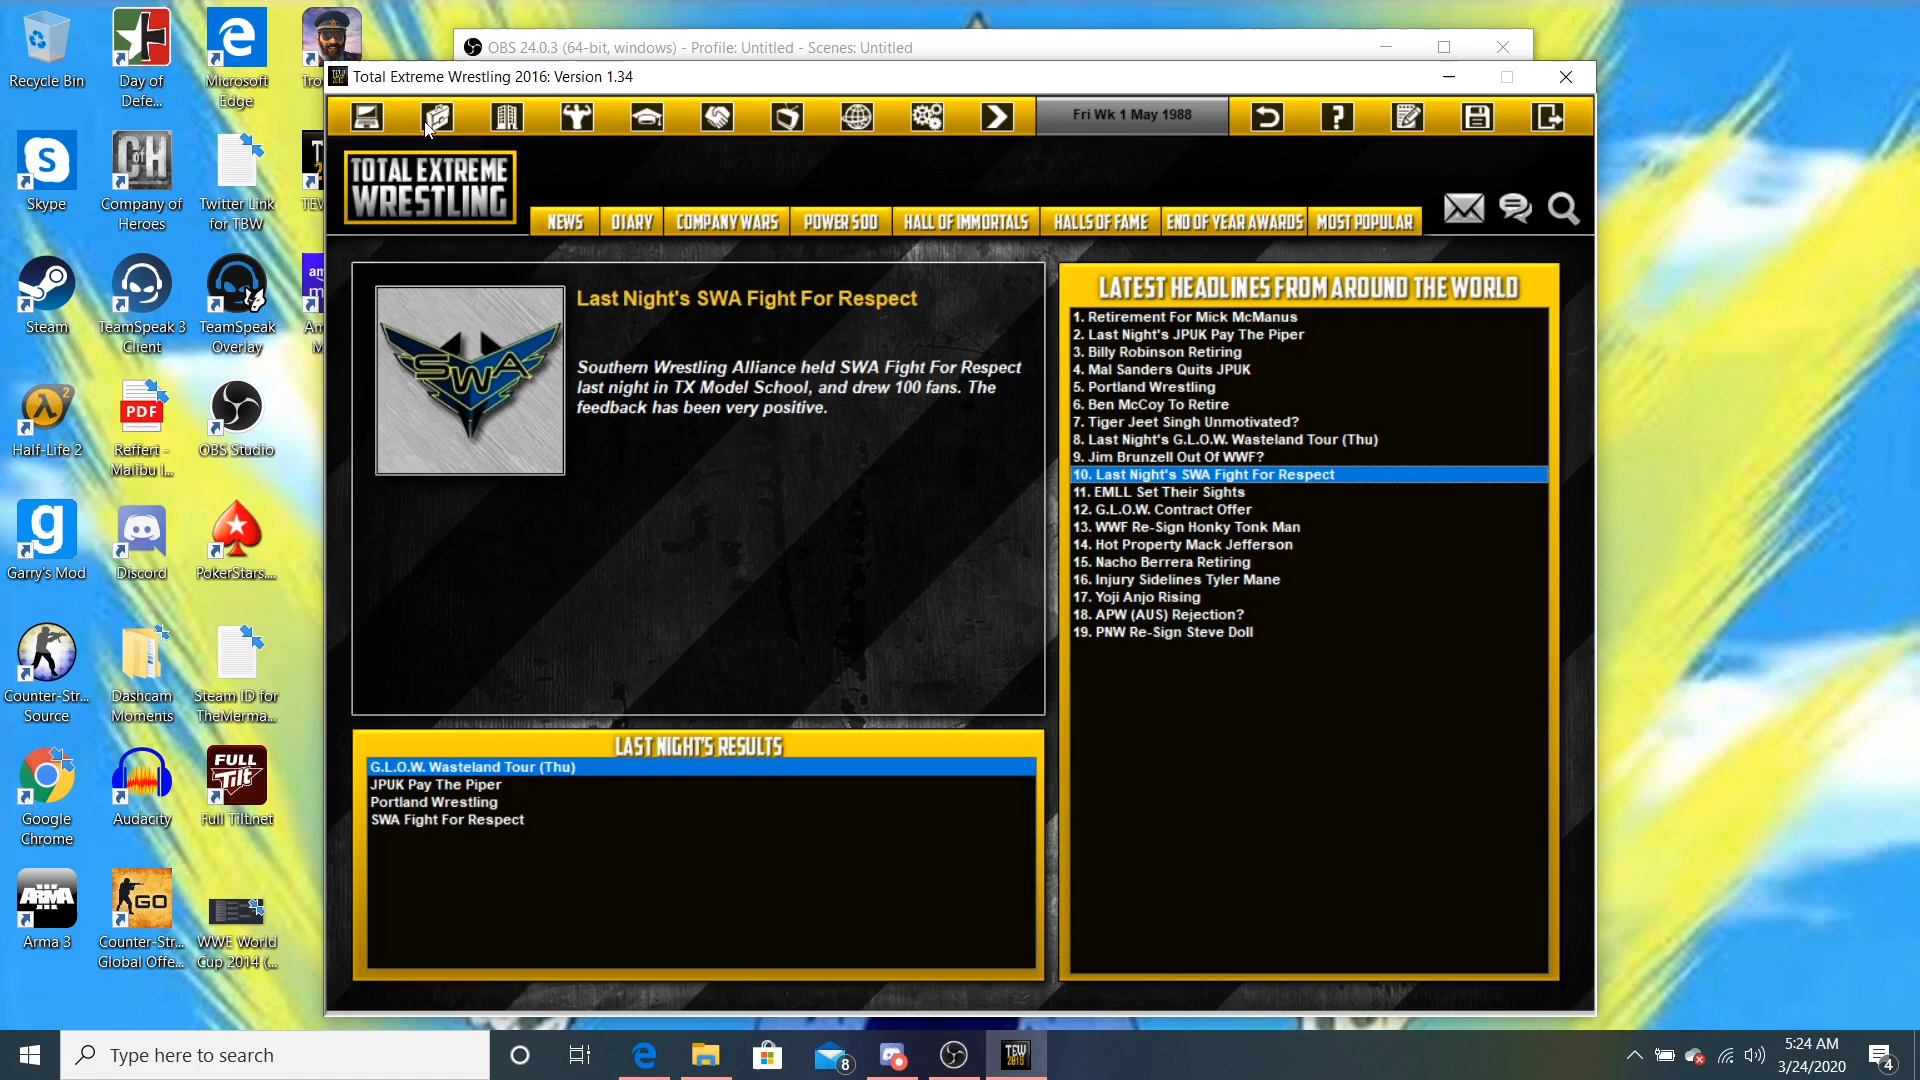 OBS 24.0.3 (64-bit, windows) - Profile: Untitled - Scenes: Untitled
Total Extreme Wrestling 2016: Version 1.34
Fri Wk 1 May 1988
TOTAL EXTREME
WRESTLING
NEWS
DIARY
COMPANY WARS
POWER 500
HALL OF IMMORTALS
HALLS OF FAME
END OF YEAR AWARDS
MOST POPULAR
SWA
Last Night's SWA Fight For Respect
Southern Wrestling Alliance held SWA Fight For Respect
last night in TX Model School, and drew 100 fans. The
feedback has been very positive.
LATEST HEADLINES FROM AROUND THE WORLD
1. Retirement For Mick McManus
2. Last Night's JPUK Pay The Piper
3. Billy Robinson Retiring
4. Mal Sanders Quits JPUK
5. Portland Wrestling
6. Ben McCoy To Retire
7. Tiger Jeet Singh Unmotivated?
8. Last Night's G.L.O.W. Wasteland Tour (Thu)
9. Jim Brunzell Out Of WWF?
10. Last Night's SWA Fight For Respect
11. EMLL Set Their Sights
12. G.L.O.W. Contract Offer
13. WWF Re-Sign Honky Tonk Man
14. Hot Property Mack Jefferson
15. Nacho Berrera Retiring
16. Injury Sidelines Tyler Mane
17. Yoji Anjo Rising
18. APW (AUS) Rejection?
19. PNW Re-Sign Steve Doll
LAST NIGHT'S RESULTS
G.L.O.W. Wasteland Tour (Thu)
JPUK Pay The Piper
Portland Wrestling
SWA Fight For Respect
Recycle Bin
Day of
Defe...
Microsoft
Edge
Tro
Skype
Company of
Heroes
Twitter Link
for TBW
TEW
Steam
TeamSpeak 3
Client
TeamSpeak
Overlay
Half-Life 2
PDF
Reffert -
Malibu I...
OBS Studio
Garry's Mod
Discord
PokerStars....
Counter-Str...
Source
Dashcam
Moments
Steam ID for
TheMerma...
Google
Chrome
Audacity
FULL
Tilt
Full Tilt.net
ARMA
Arma 3
GO
Counter-Str...
Global Offe...
WWE World
Cup 2014 (...
Type here to search
8
TEW
2016
5:24 AM
3/24/2020
4